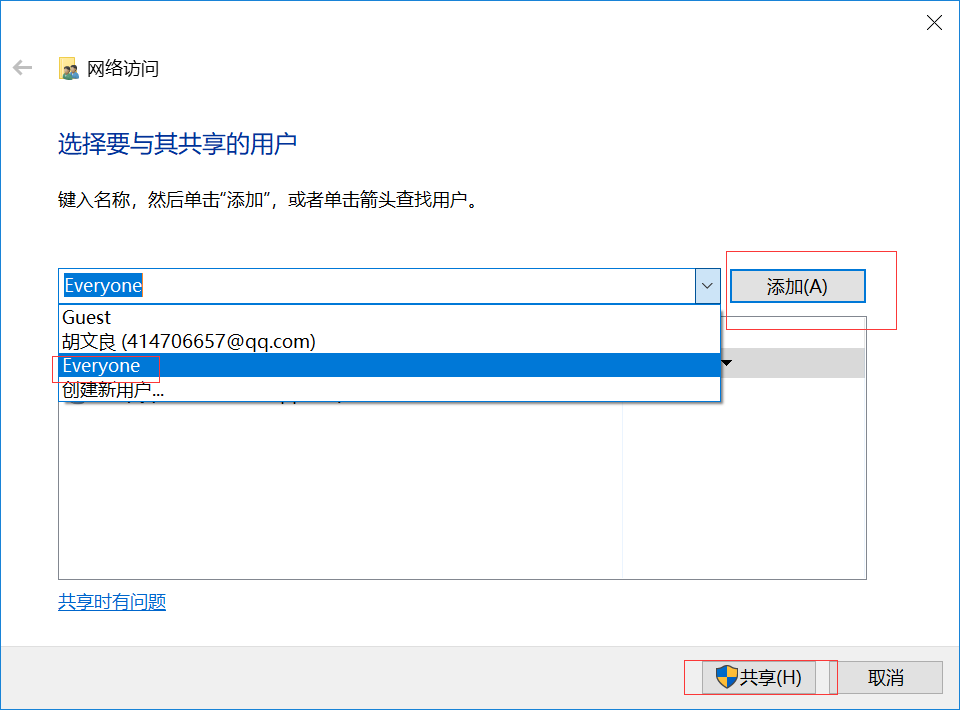 网络访问
选择要与其共享的用户
键入名称，然后单击“添加”，或者单击箭头查找用户。
Everyone
添加(A)
Guest
胡文良 (414706657@qq.com)
Everyone
创建新用户...
共享时有问题
共享(H)
取消